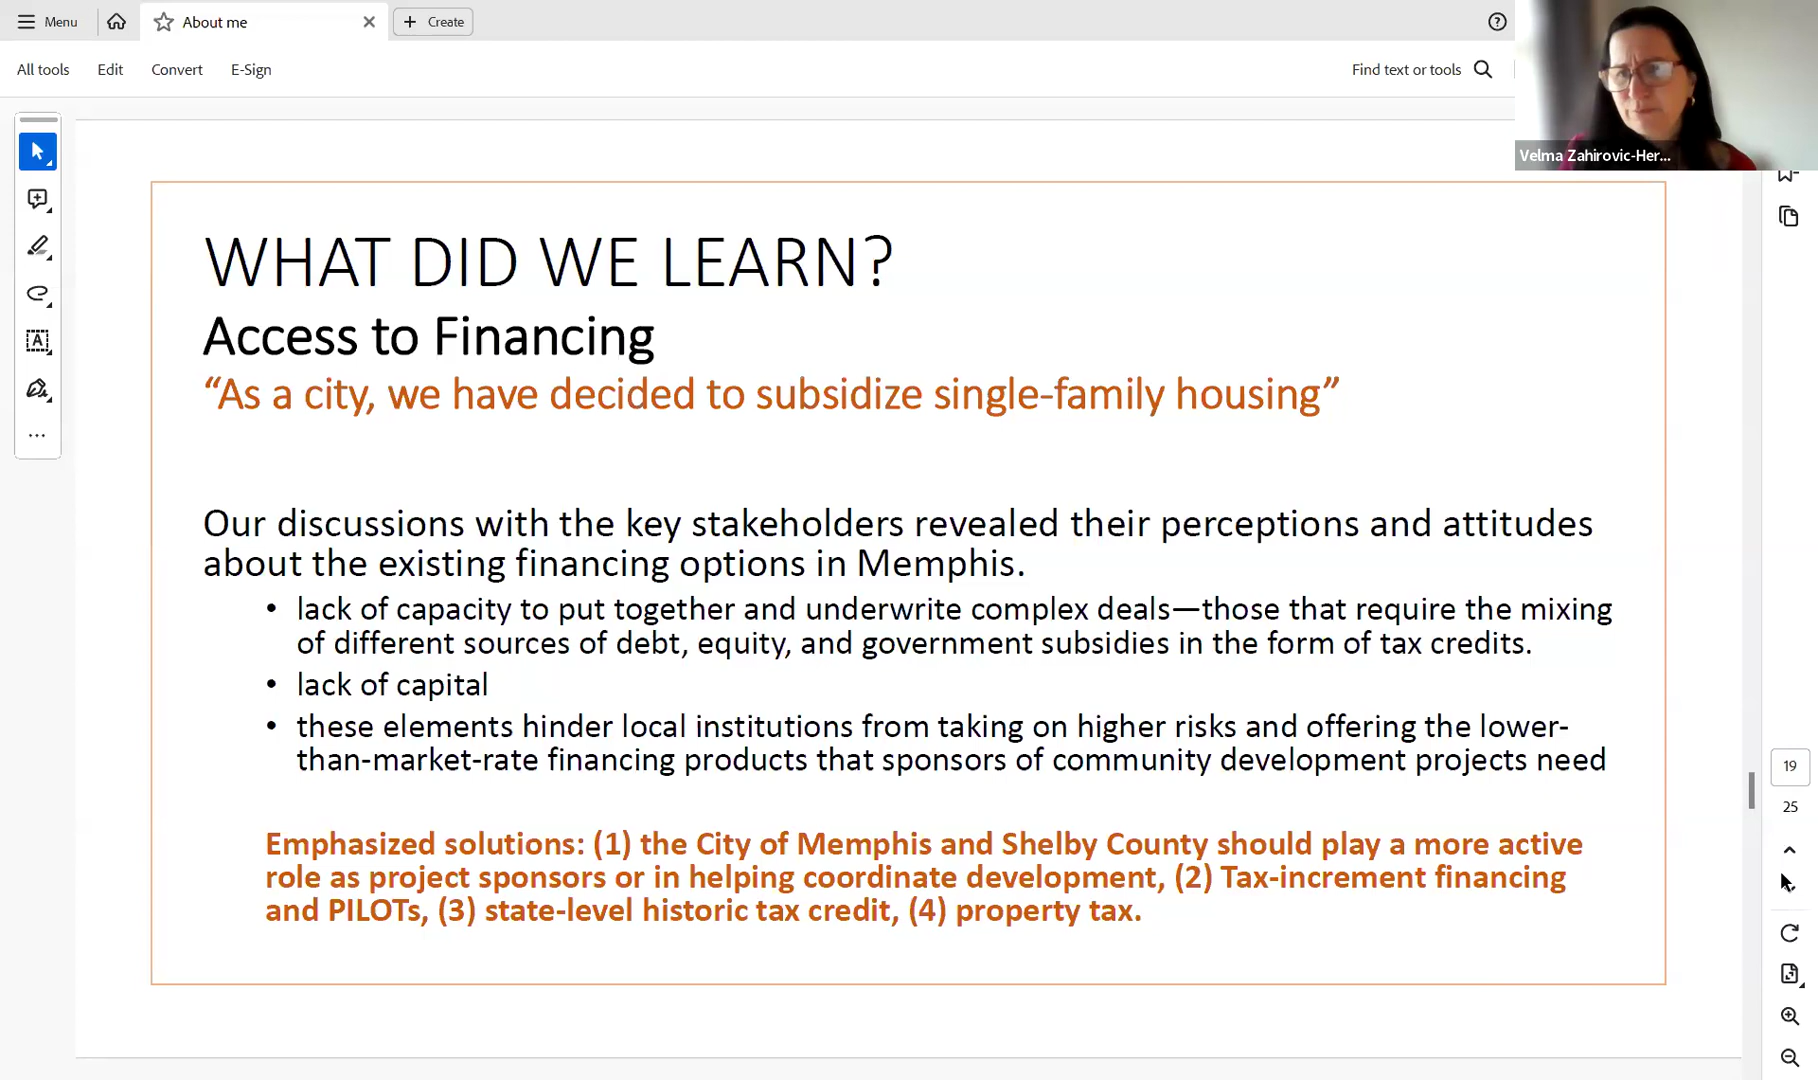 Menu
About me
Create
All tools
Edit
Convert
E-Sign
Find text or tools
Velma Zahirovic-Her...
WHAT DID WE LEARN?
Access to Financing
“As a city, we have decided to subsidize single-family housing”
Our discussions with the key stakeholders revealed their perceptions and attitudes
about the existing financing options in Memphis.
• lack of capacity to put together and underwrite complex deals—those that require the mixing
of different sources of debt, equity, and government subsidies in the form of tax credits.
• lack of capital
• these elements hinder local institutions from taking on higher risks and offering the lower-
than-market-rate financing products that sponsors of community development projects need
Emphasized solutions: (1) the City of Memphis and Shelby County should play a more active
role as project sponsors or in helping coordinate development, (2) Tax-increment financing
and PILOTs, (3) state-level historic tax credit, (4) property tax.
19
25